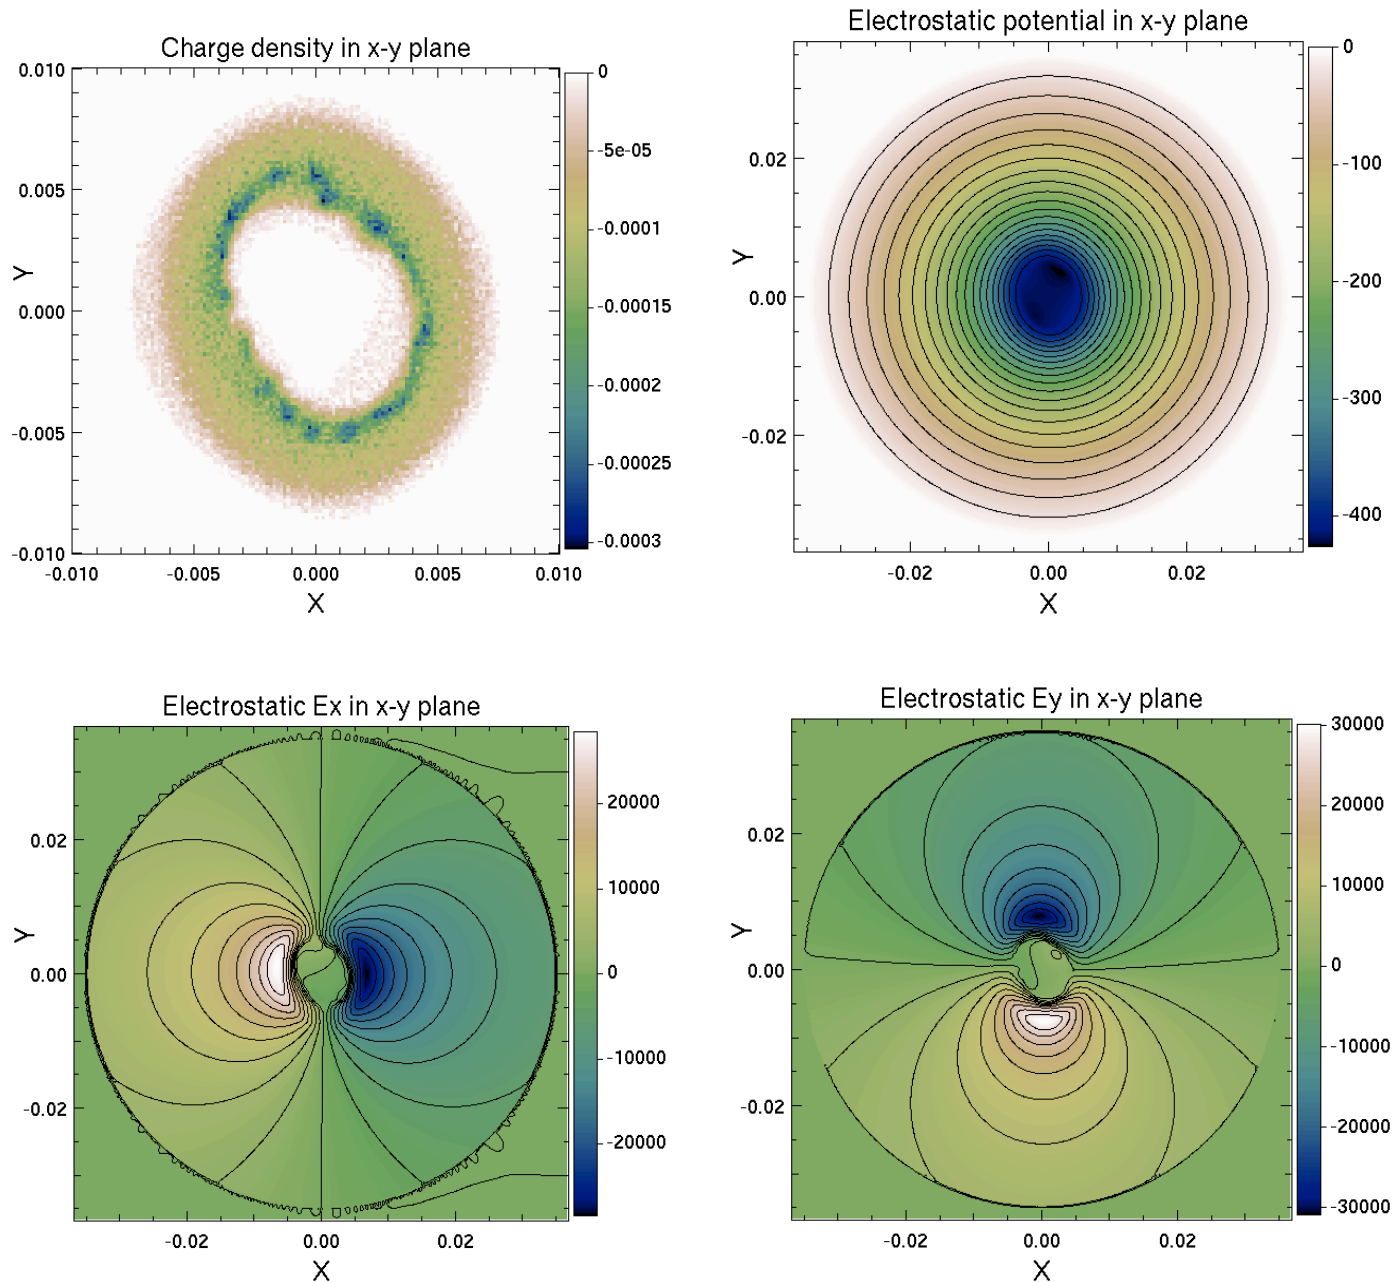 Charge density in x-y plane
0.010
0.005
0.000
-0.005
-0.010
Y
-0.010 -0.005 0.000 0.005 0.010
X
0
-5e-05
-0.0001
-0.00015
-0.0002
-0.00025
-0.0003
Electrostatic potential in x-y plane
0.02
0.00
-0.02
Y
-0.02 0.00 0.02
X
0
-100
-200
-300
-400
Electrostatic Ex in x-y plane
0.02
0.00
-0.02
Y
-0.02 0.00 0.02
X
20000
10000
0
-10000
-20000
Electrostatic Ey in x-y plane
0.02
0.00
-0.02
Y
-0.02 0.00 0.02
X
30000
20000
10000
0
-10000
-20000
-30000